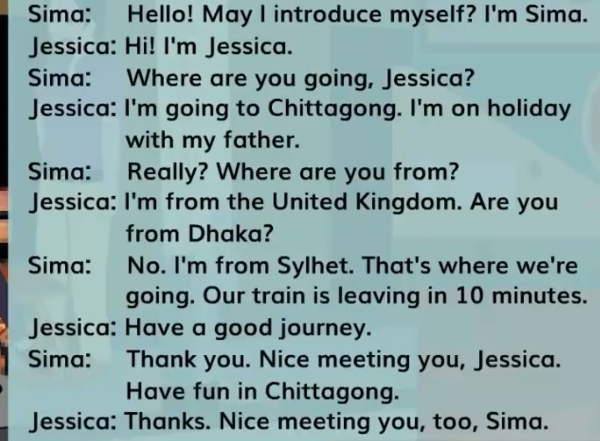 Sima: Hello! May I introduce myself? I'm Sima.
Jessica: Hi! I'm Jessica.
Sima: Where are you going, Jessica?
Jessica: I'm going to Chittagong. I'm on holiday
with my father.
Sima: Really? Where are you from?
Jessica: I'm from the United Kingdom. Are you
from Dhaka?
Sima: No. I'm from Sylhet. That's where we're
going. Our train is leaving in 10 minutes.
Jessica: Have a good journey.
Sima: Thank you. Nice meeting you, Jessica.
Have fun in Chittagong.
Jessica: Thanks. Nice meeting you, too, Sima.